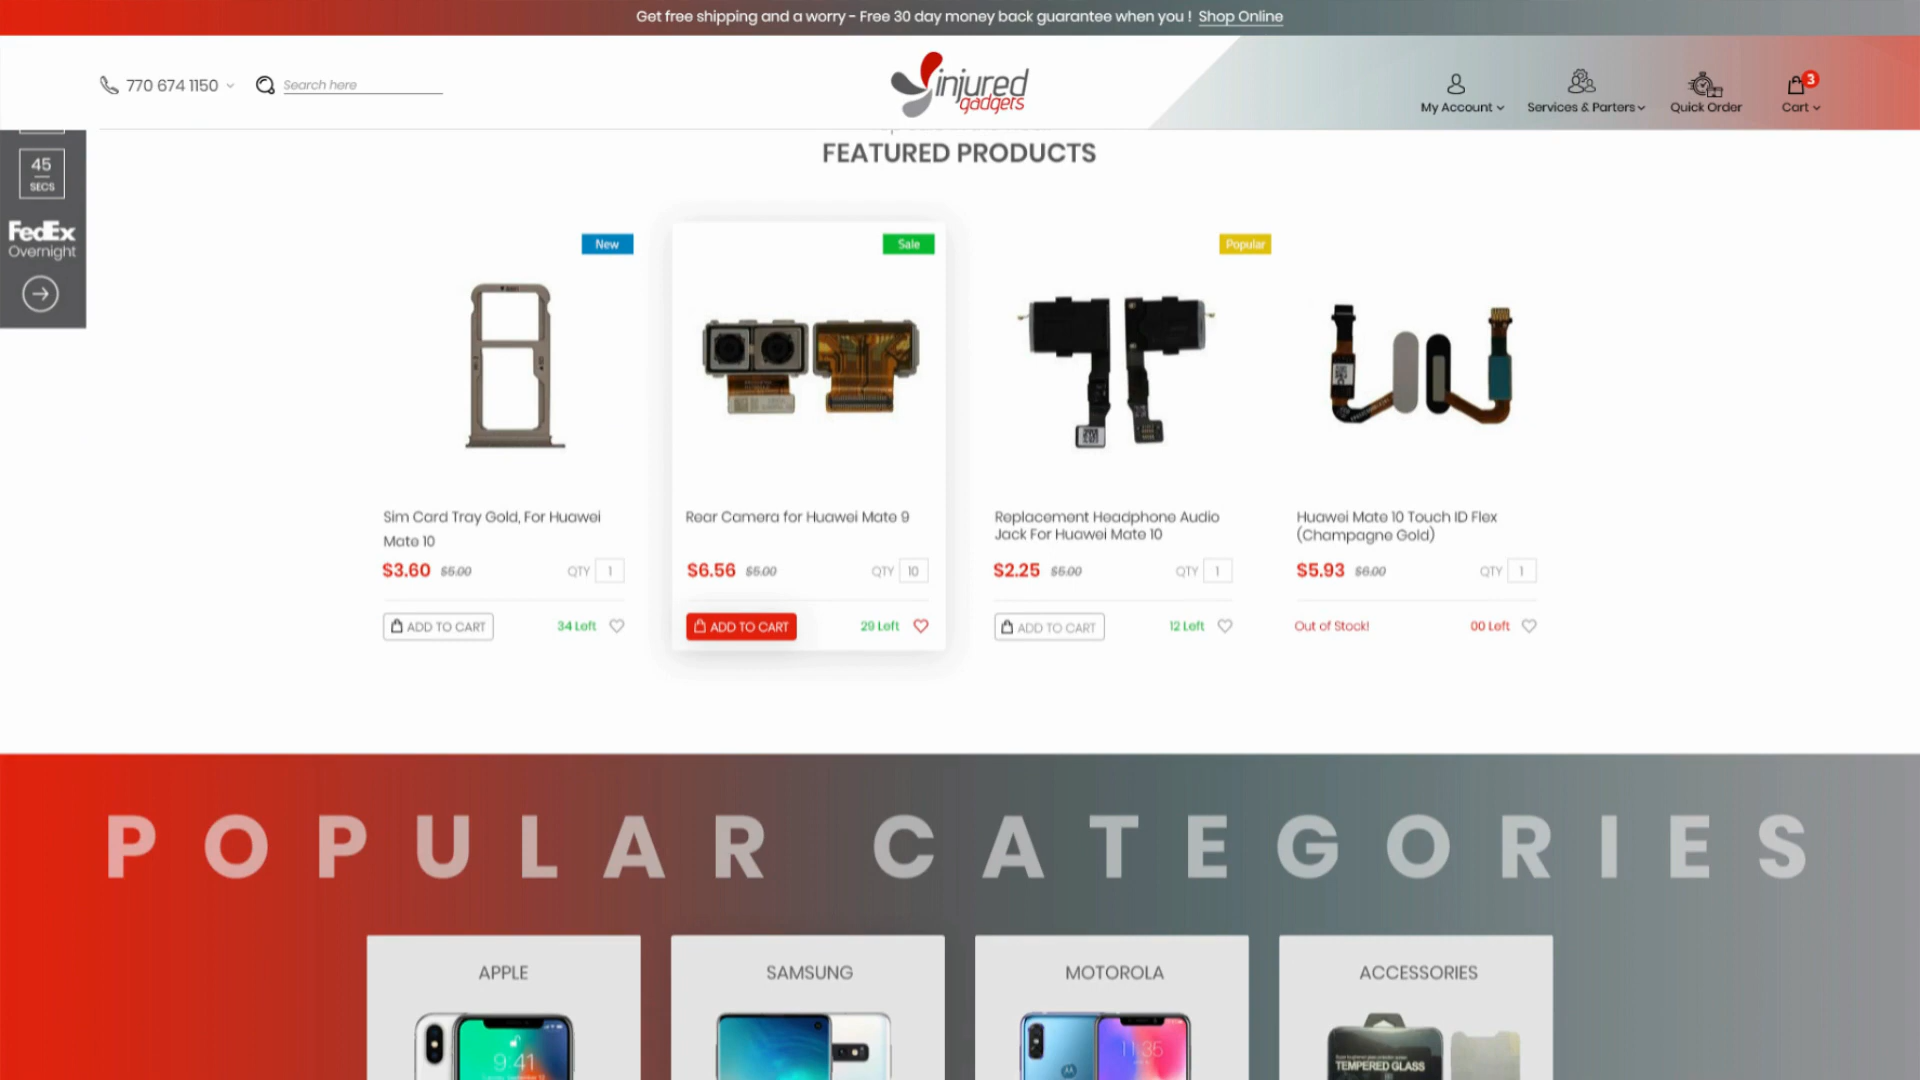 Get free shipping and a worry - Free 30 day money back guarantee when you ! Shop Online
770 674 1150
Search here
injured
gadgets
My Account
Services & Parters
Quick Order
3
Cart
FEATURED PRODUCTS
45
SECS
FedEx
Overnight
New
Sale
Popular
Sim Card Tray Gold, For Huawei
Mate 10
$3.60 $5.00
QTY 1
ADD TO CART
34 Left
Rear Camera for Huawei Mate 9
$6.56
QTY 10
ADD TO CART
29 Left
Replacement Headphone Audio
Jack For Huawei Mate 10
$2.25
QTY 1
ADD TO CART
12 Left
Huawei Mate 10 Touch ID Flex
(Champagne Gold)
$5.93 $6.00
QTY 1
Out of Stock!
00 Left
POPULAR CATEGORIES
APPLE
SAMSUNG
MOTOROLA
ACCESSORIES
9:41
11:35
TEMPERED GLASS